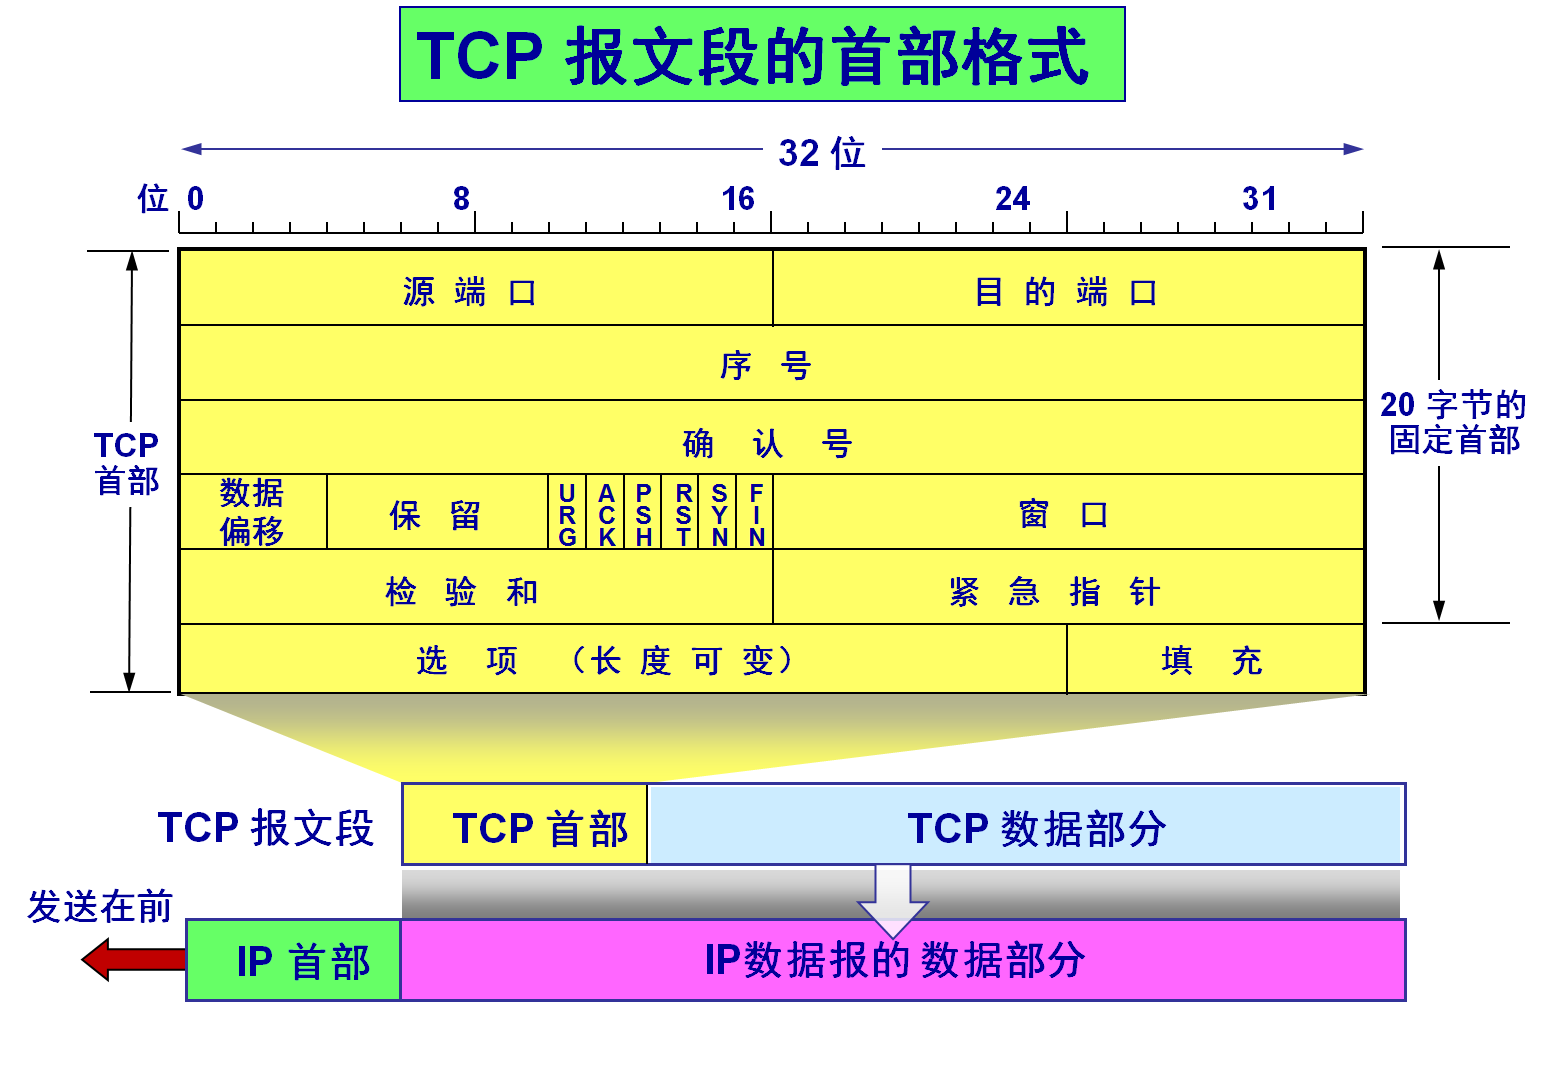 TCP 报文段的首部格式
32 位
位 0 8 16 24 31
源端口 目的端口
序号
确认号
TCP
首部
20 字节的
固定首部
数据
偏移
保留
URG
ACK
PSH
RST
SYN
FIN
窗口
检验和 紧急指针
选项 （长度可变） 填充
TCP 报文段 TCP 首部 TCP 数据部分
发送在前
IP 首部 IP数据报的 数据部分